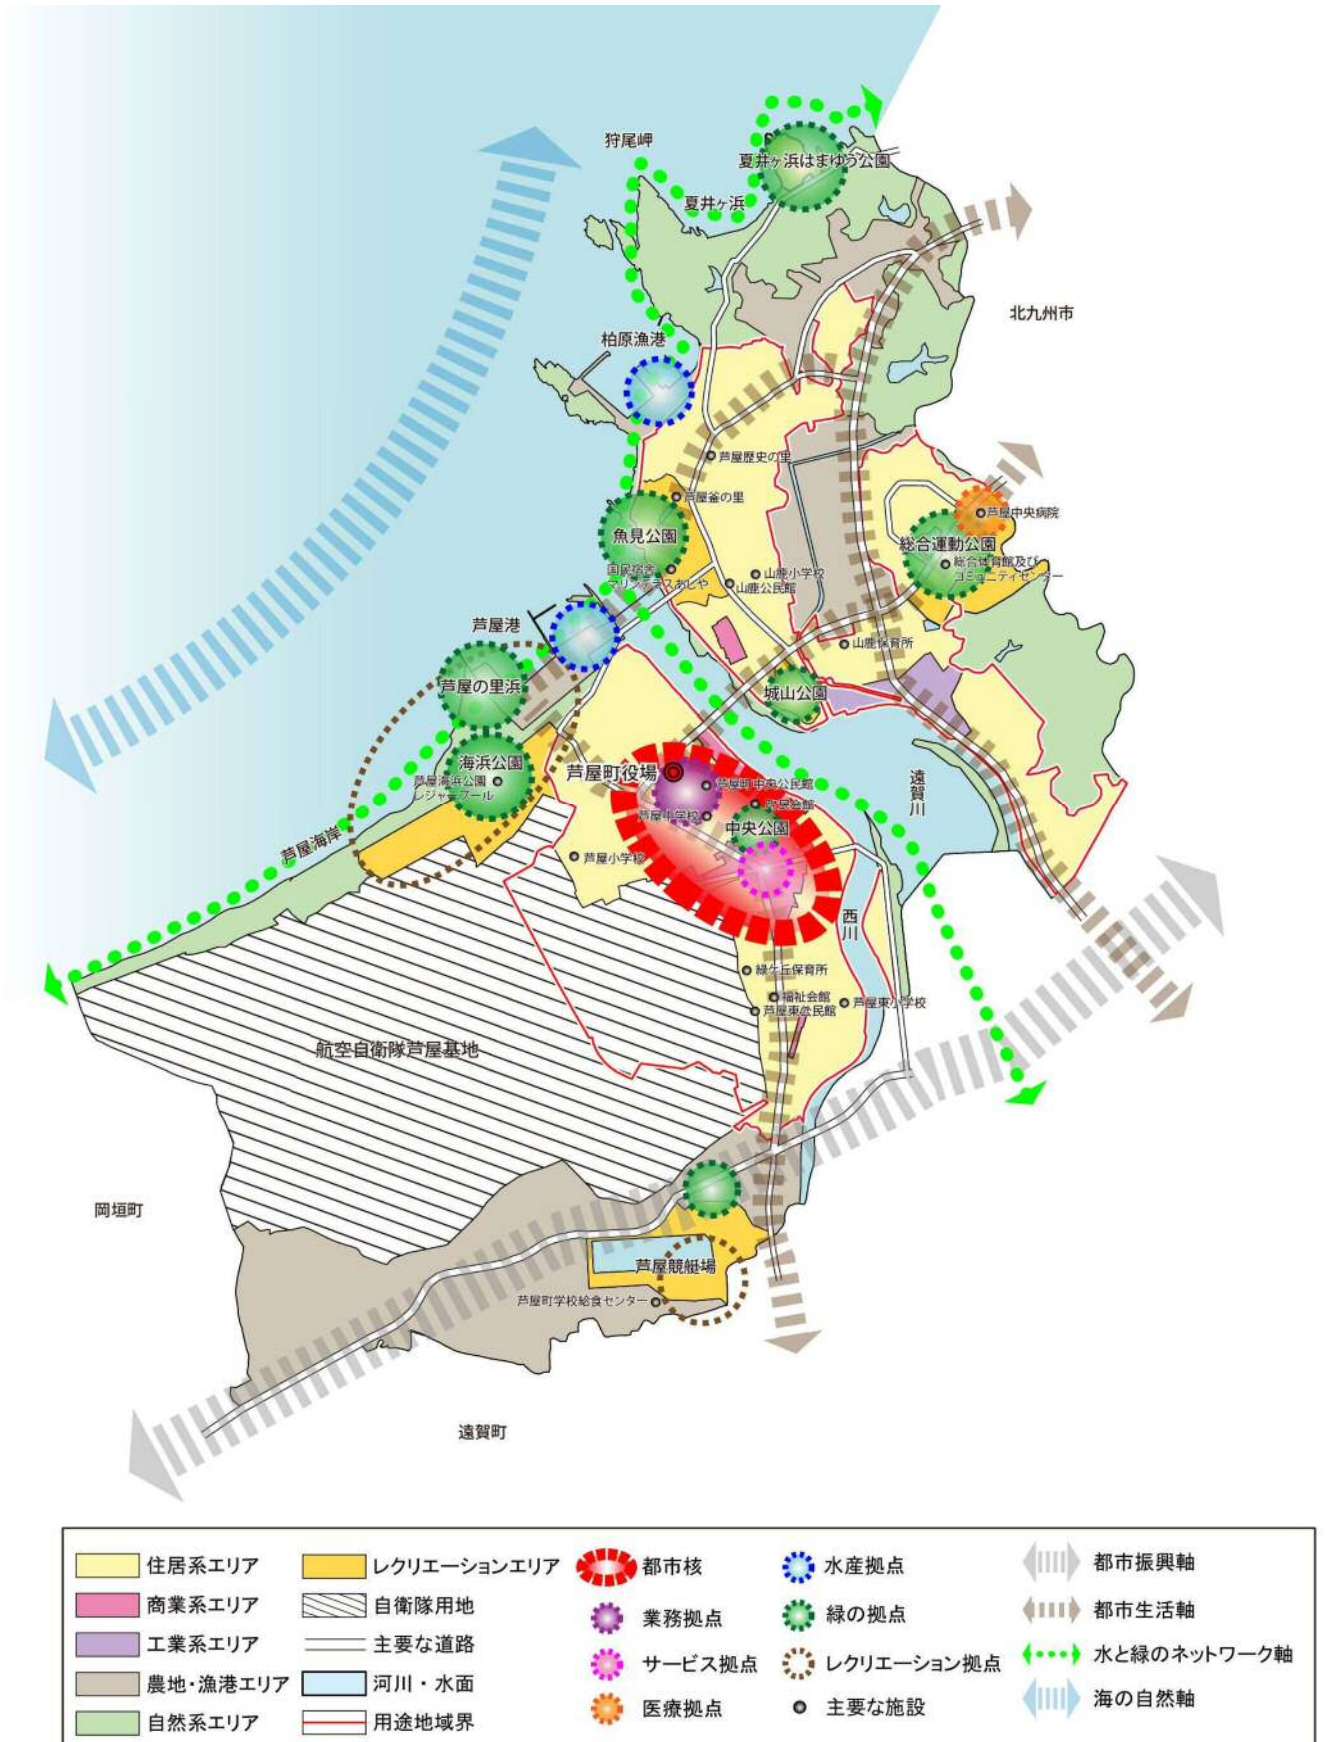 狩尾岬
夏井ヶ浜はまゆう公園
夏井ヶ浜
北九州市
柏原漁港
芦屋歴史の里
芦屋釜の里
芦屋中央病院
魚見公園
総合運動公園
総合体育館及び
コミュニティセンター
国民宿舎
マリンテラスあしや
山鹿小学校
山鹿公民館
芦屋港
山鹿保育所
芦屋の里浜
城山公園
海浜公園
芦屋町役場
芦屋海浜公園
レジャープール
芦屋町中央公民館
遠賀川
町民会館
芦屋中学校
中央公園
芦屋海岸
芦屋小学校
西川
緑ケ丘保育所
福祉会館
芦屋東小学校
芦屋東公民館
航空自衛隊芦屋基地
岡垣町
芦屋競艇場
芦屋町学校給食センター
遠賀町
住居系エリア
商業系エリア
工業系エリア
農地・漁港エリア
自然系エリア
レクリエーションエリア
自衛隊用地
主要な道路
河川・水面
用途地域界
都市核
業務拠点
サービス拠点
医療拠点
水産拠点
緑の拠点
レクリエーション拠点
主要な施設
都市振興軸
都市生活軸
水と緑のネットワーク軸
海の自然軸